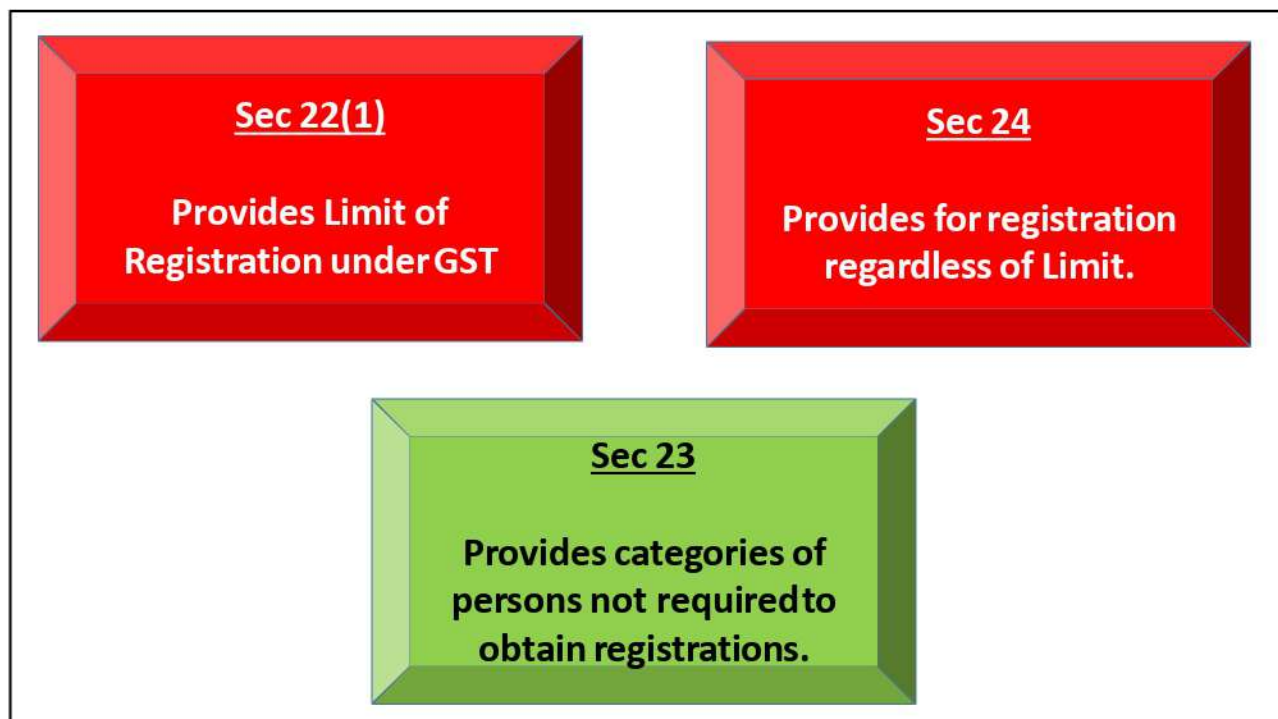 Sec 22(1)
Provides Limit of
Registration under GST
Sec 24
Provides for registration
regardless of Limit.
Sec 23
Provides categories of
persons not required to
obtain registrations.